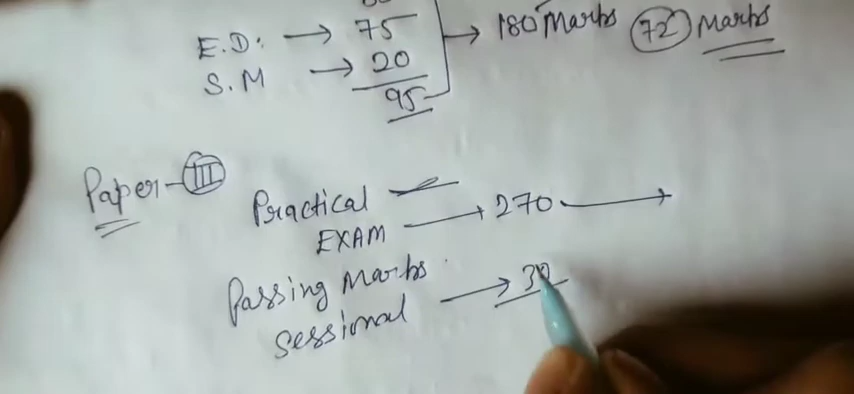 E.D: → 75
S.M → 20
95
→ 180 Marks 72 Marks
Paper-III
Practical
EXAM → 270 →
Passing Marks
Sessional → 30